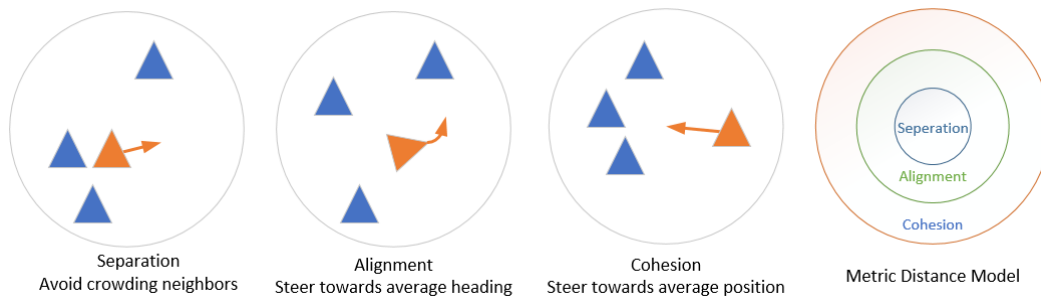 Separation
Avoid crowding neighbors
Alignment
Steer towards average heading
Cohesion
Steer towards average position
Seperation
Alignment
Cohesion
Metric Distance Model